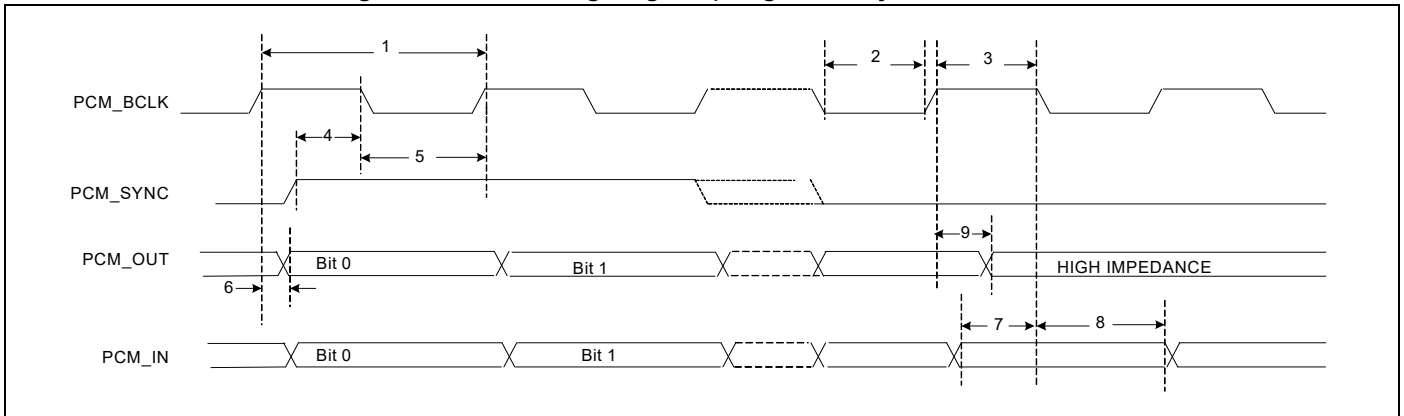 1
2
3
PCM_BCLK
4
5
PCM_SYNC
9
PCM_OUT
Bit 0
Bit 1
HIGH IMPEDANCE
6
7
8
PCM_IN
Bit 0
Bit 1